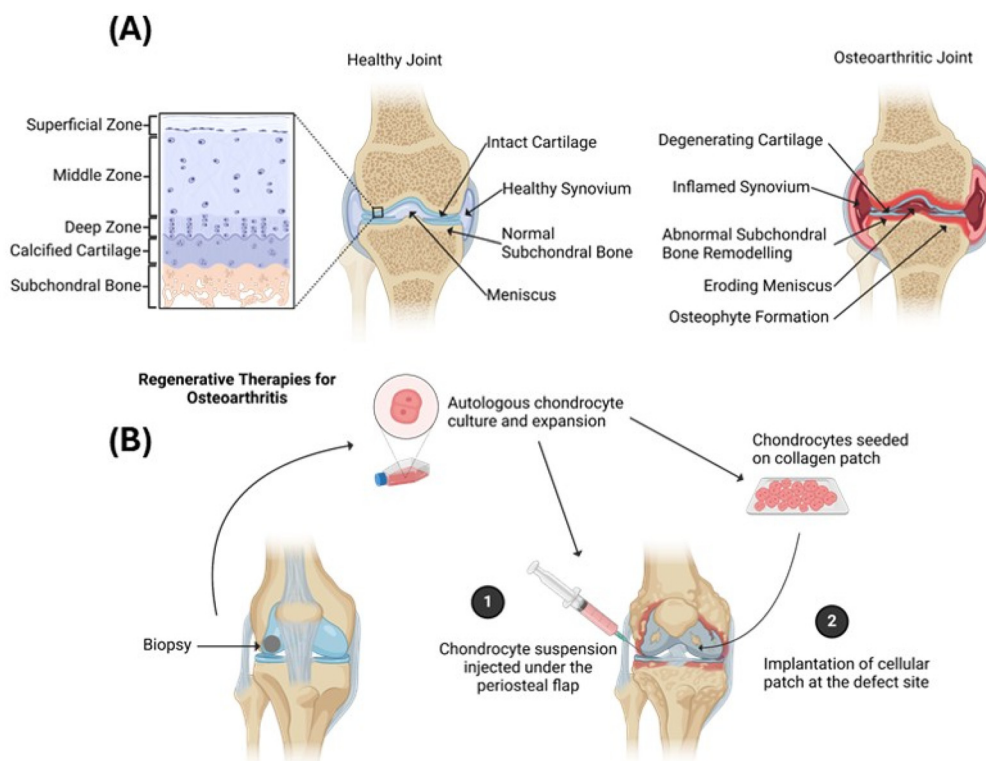 (A)
Healthy Joint
Osteoarthritic Joint
Superficial Zone
Middle Zone
Deep Zone
Calcified Cartilage
Subchondral Bone
Intact Cartilage
Healthy Synovium
Normal
Subchondral Bone
Meniscus
Degenerating Cartilage
Inflamed Synovium
Abnormal Subchondral
Bone Remodelling
Eroding Meniscus
Osteophyte Formation
Regenerative Therapies for
Osteoarthritis
(B)
Autologous chondrocyte
culture and expansion
Chondrocytes seeded
on collagen patch
Biopsy
1
Chondrocyte suspension
injected under the
periosteal flap
2
Implantation of cellular
patch at the defect site